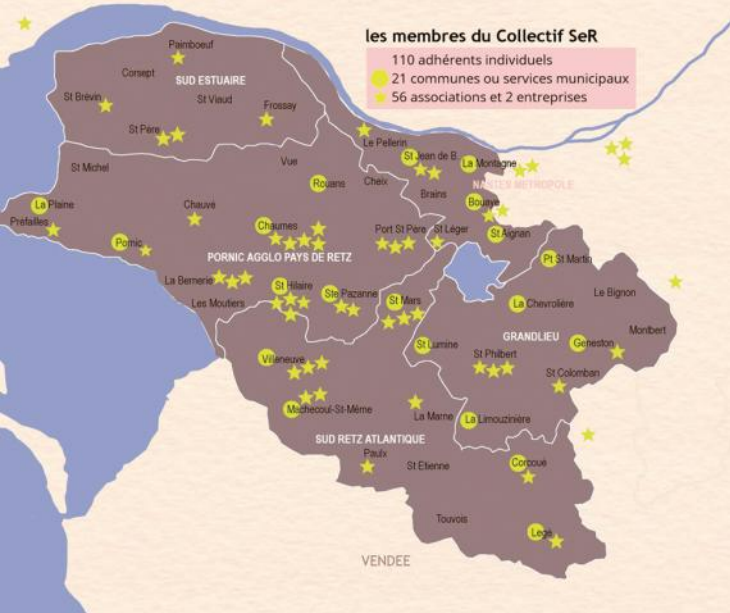 les membres du Collectif SeR
110 adhérents individuels
21 communes ou services municipaux
56 associations et 2 entreprises
Paimboeuf
Corsept
SUD ESTUAIRE
St Brévin
St Viaud
Frossay
St Père
Le Pellerin
St Michel
Vue
St Jean de B.
La Montagne
Rouans
Cheix
NANTES METROPOLE
Brains
La Plaine
Chauvé
Bouaye
Préfailles
Chaumes
Port St Père
St Léger
St Aignan
Pornic
PORNIC AGGLO PAYS DE RETZ
Pt St Martin
La Bernerie
St Hilaire
Ste Pazanne
Le Bignon
Les Moutiers
St Mars
La Chevrolière
Montbert
GRANDLIEU
St Lumine
Geneston
Villeneuve
St Philbert
St Colomban
Machecoul-St-Même
La Marne
La Limouzinière
SUD RETZ ATLANTIQUE
Paulx
St Etienne
Corcoué
Touvois
Legé
VENDEE